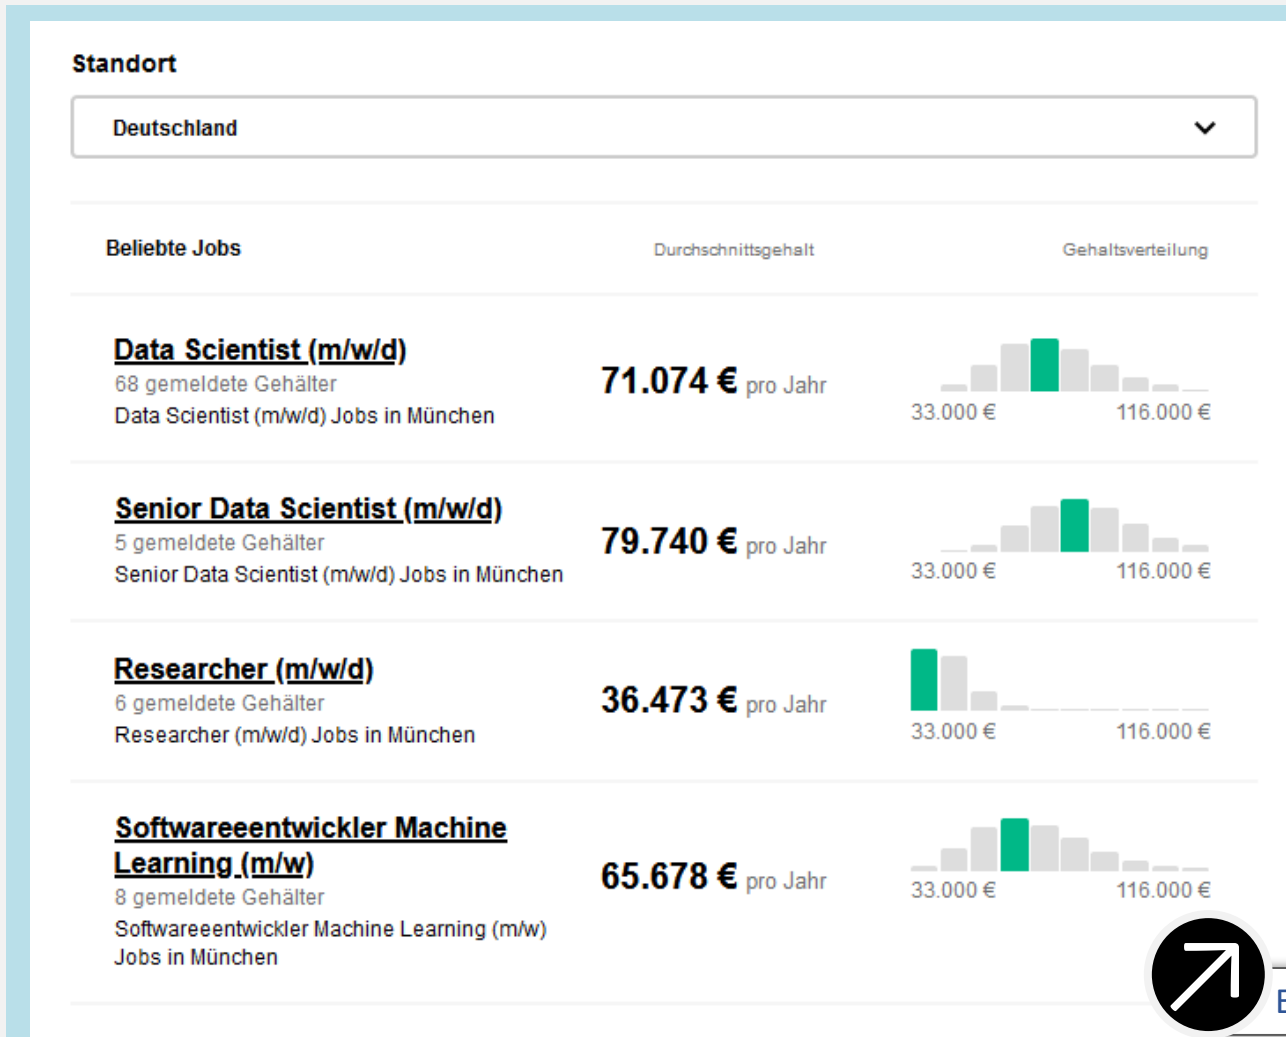 Standort
Deutschland
Beliebte Jobs Durchschnittsgehalt Gehaltsverteilung
Data Scientist (m/w/d)
68 gemeldete Gehälter
Data Scientist (m/w/d) Jobs in München
71.074 € pro Jahr
33.000 € 116.000 €
Senior Data Scientist (m/w/d)
5 gemeldete Gehälter
Senior Data Scientist (m/w/d) Jobs in München
79.740 € pro Jahr
33.000 € 116.000 €
Researcher (m/w/d)
6 gemeldete Gehälter
Researcher (m/w/d) Jobs in München
36.473 € pro Jahr
33.000 € 116.000 €
Softwareeentwickler Machine
Learning (m/w)
8 gemeldete Gehälter
Softwareeentwickler Machine Learning (m/w)
Jobs in München
65.678 € pro Jahr
33.000 € 116.000 €